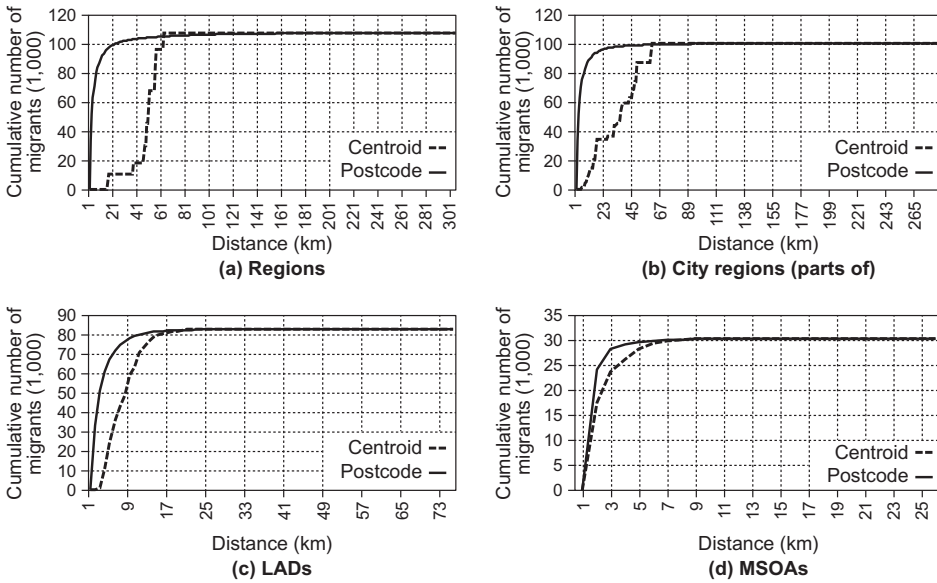 Cumulative number of
migrants (1,000)
120
100
80
60
40
20
0
Centroid
Postcode
1 21 41 61 81 101 121 141 161 181 201 221 241 261 281 301
Distance (km)
(a) Regions
Cumulative number of
migrants (1,000)
120
100
80
60
40
20
0
Centroid
Postcode
1 23 45 67 89 111 138 155 177 199 221 243 265
Distance (km)
(b) City regions (parts of)
Cumulative number of
migrants (1,000)
90
80
70
60
50
40
30
20
10
0
Centroid
Postcode
1 9 17 25 33 41 49 57 65 73
Distance (km)
(c) LADs
Cumulative number of
migrants (1,000)
35
30
25
20
15
10
5
0
Centroid
Postcode
1 3 5 7 9 11 13 15 17 19 21 23 25
Distance (km)
(d) MSOAs